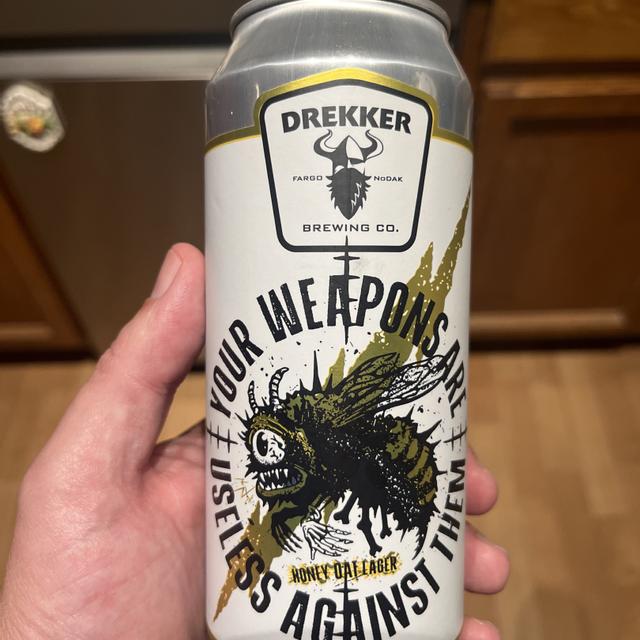 DREKKER
FARGO NoDAK
BREWING CO.
YOUR WEAPONS ARE
USELESS AGAINST THEM
HONEY OAT LAGER